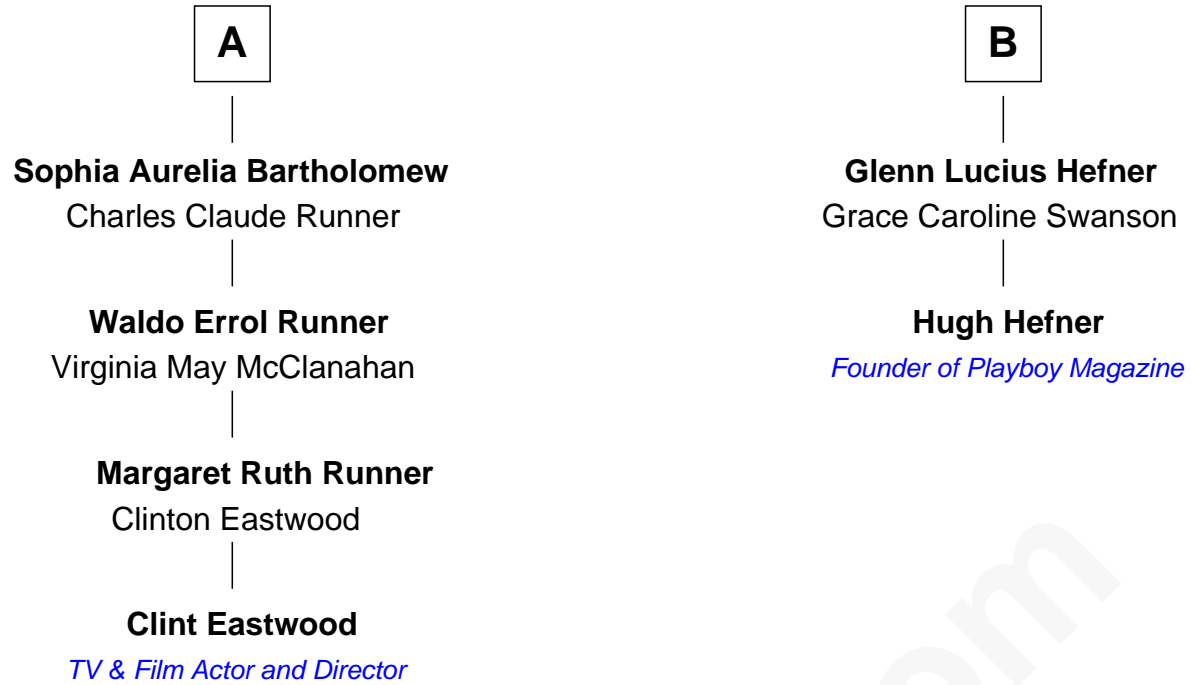 A
Sophia Aurelia Bartholomew
Charles Claude Runner
Waldo Errol Runner
Virginia May McClanahan
Margaret Ruth Runner
Clinton Eastwood
Clint Eastwood
TV & Film Actor and Director
B
Glenn Lucius Hefner
Grace Caroline Swanson
Hugh Hefner
Founder of Playboy Magazine
om